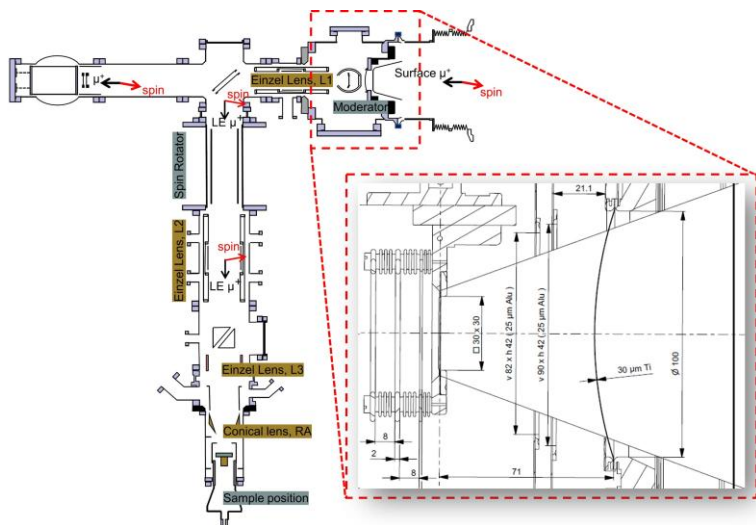 μ⁺
spin
Einzel Lens, L1
Surface μ⁺
spin
Moderator
spin
LE μ⁺
Spin Rotator
Einzel Lens, L2
spin
LE μ⁺
Einzel Lens, L3
Conical lens, RA
Sample position
21.1
□ 30 x 30
v 82 x h 42 ( 25 μm Alu )
v 90 x h 42 ( 25 μm Alu )
30 μm Ti
Ø 100
8
2
8
71